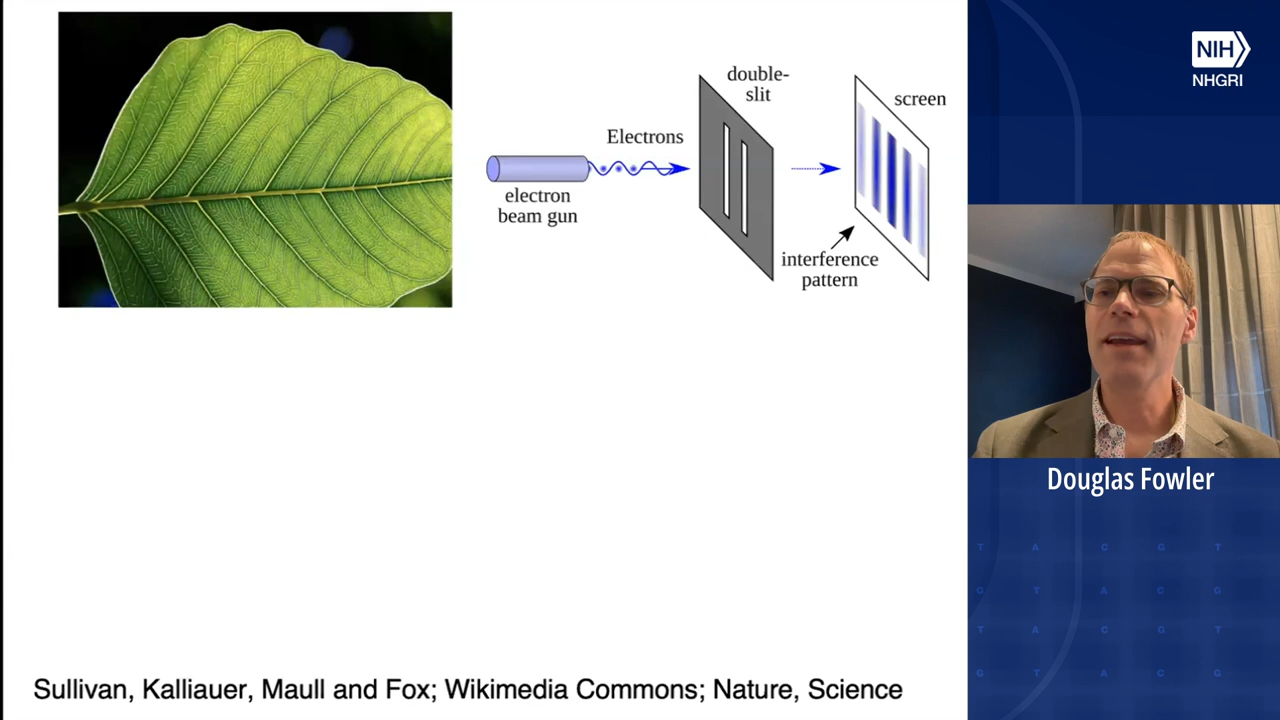 double-
slit
screen
Electrons
electron
beam gun
interference
pattern
Sullivan, Kalliauer, Maull and Fox; Wikimedia Commons; Nature, Science
NIH
NHGRI
Douglas Fowler
T A C G T
G T A C G
T A C G T
G T A C G